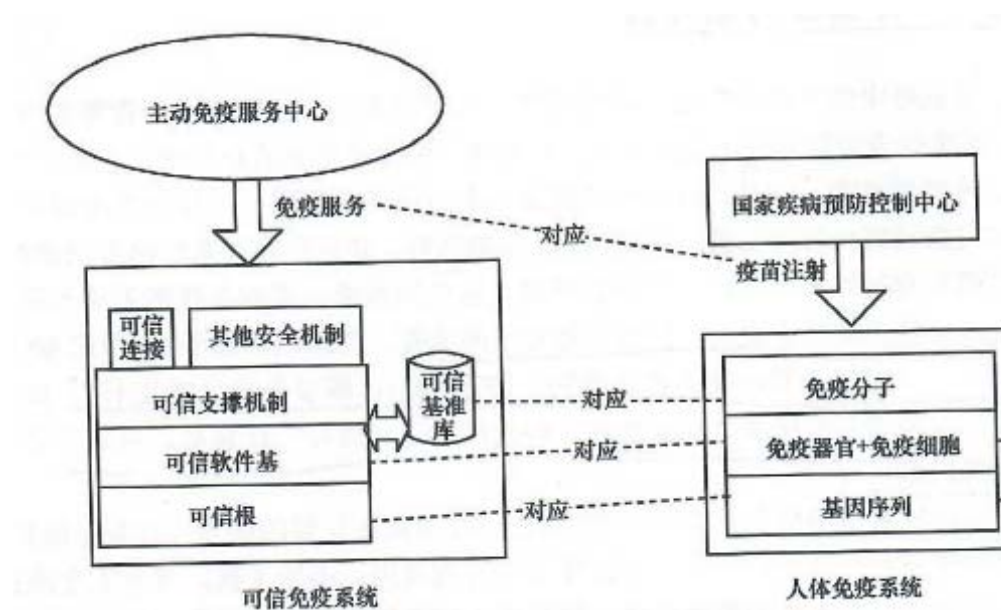 主动免疫服务中心
免疫服务
对应
国家疾病预防控制中心
疫苗注射
可信
连接
其他安全机制
可信支撑机制
可信
基准
库
可信软件基
可信根
对应
对应
对应
免疫分子
免疫器官+免疫细胞
基因序列
可信免疫系统
人体免疫系统